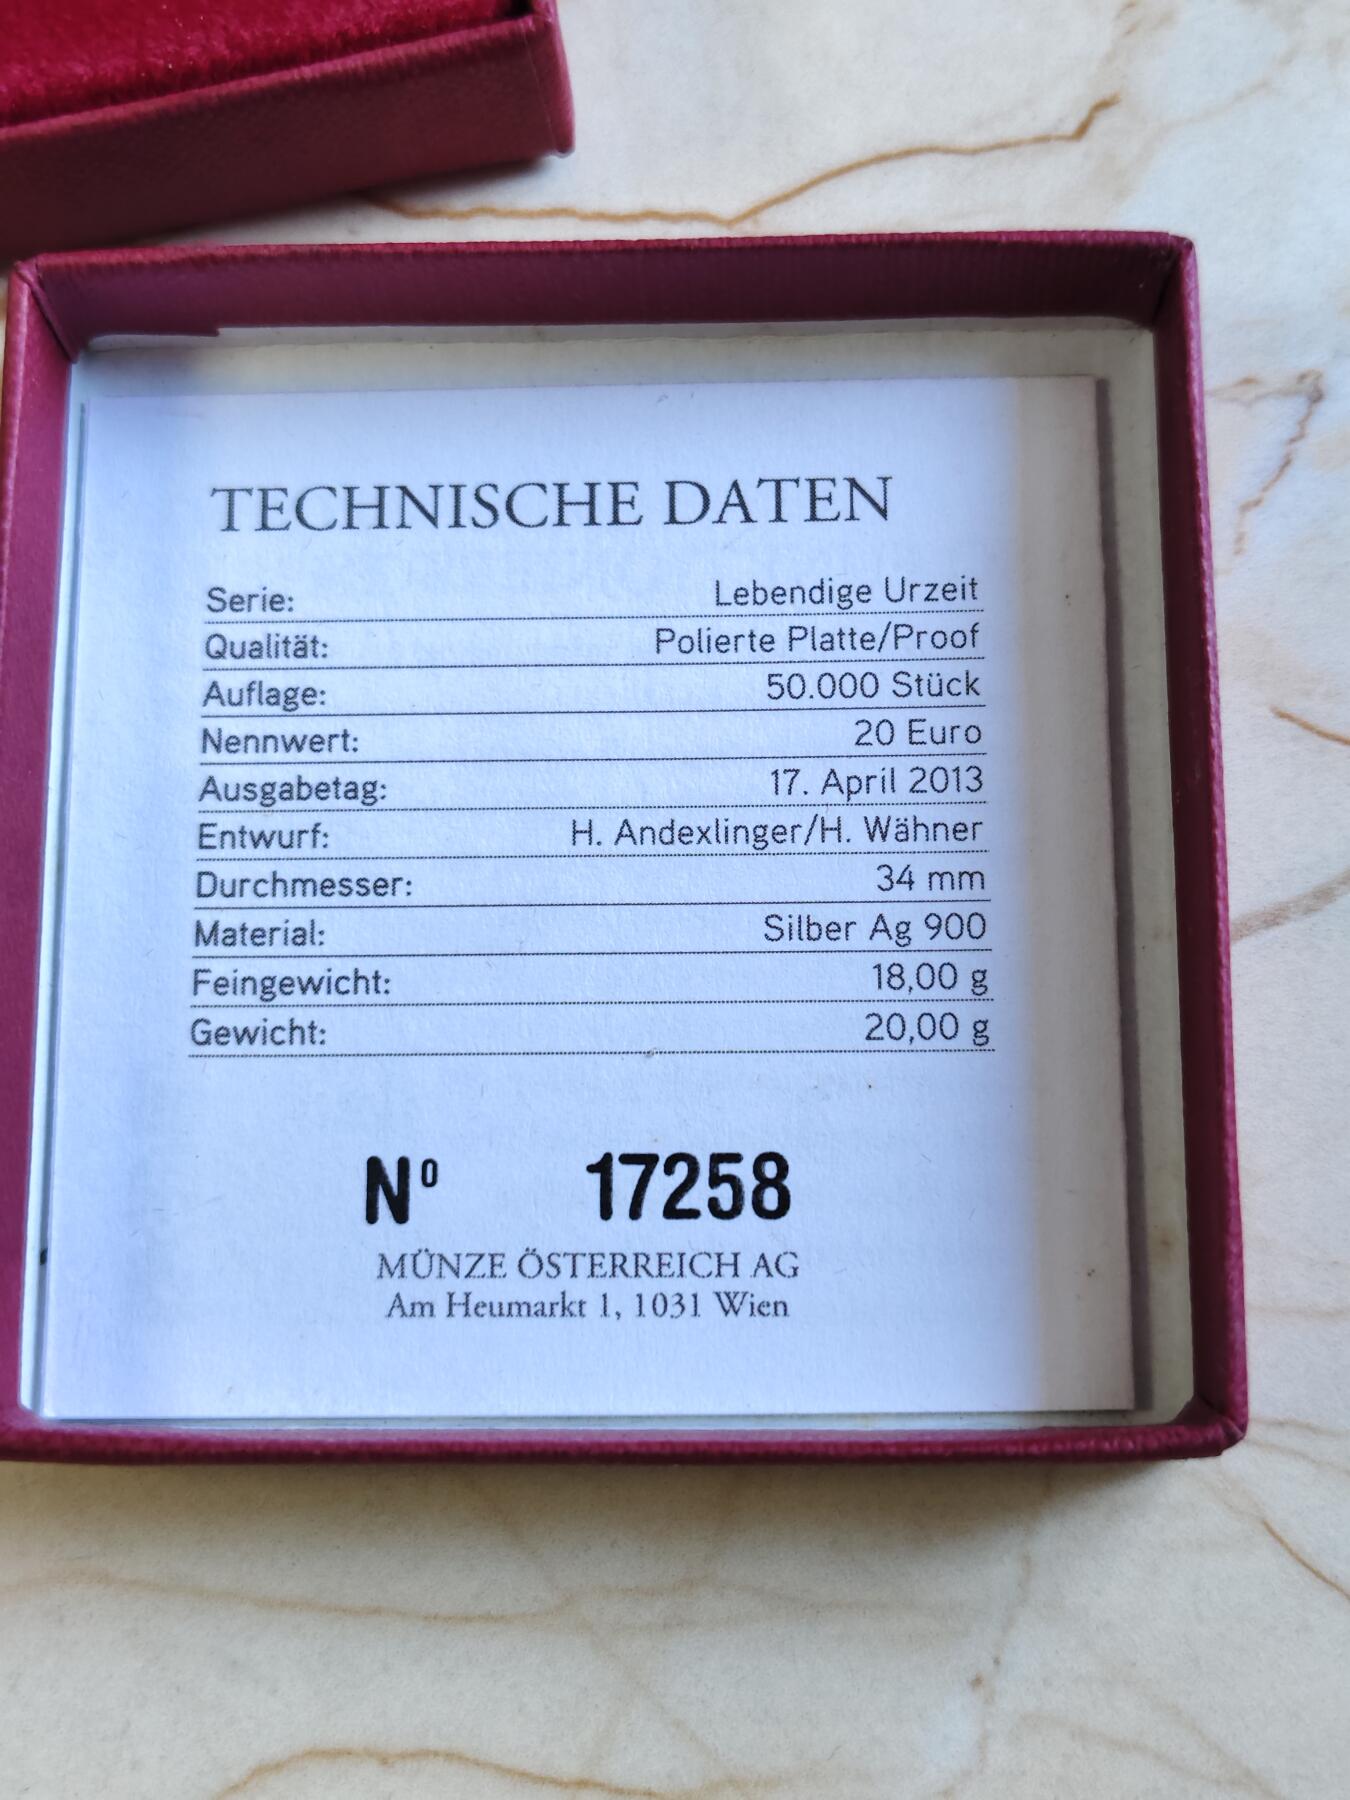 TECHNISCHE DATEN
Serie: Lebendige Urzeit
Qualität: Polierte Platte/Proof
Auflage: 50.000 Stück
Nennwert: 20 Euro
Ausgabetag: 17. April 2013
Entwurf: H. Andexlinger/H. Wähner
Durchmesser: 34 mm
Material: Silber Ag 900
Feingewicht: 18,00 g
Gewicht: 20,00 g
Nº 17258
MÜNZE ÖSTERREICH AG
Am Heumarkt 1, 1031 Wien